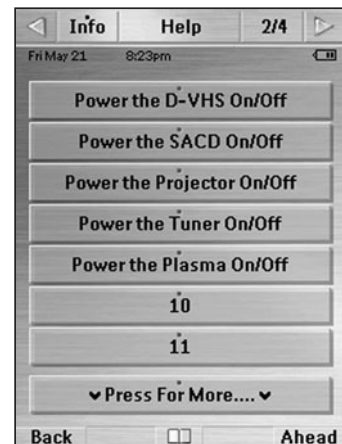 Info Help 2/4
Fri May 21 8:23pm
Power the D-VHS On/Off
Power the SACD On/Off
Power the Projector On/Off
Power the Tuner On/Off
Power the Plasma On/Off
10
11
Press For More....
Back Ahead